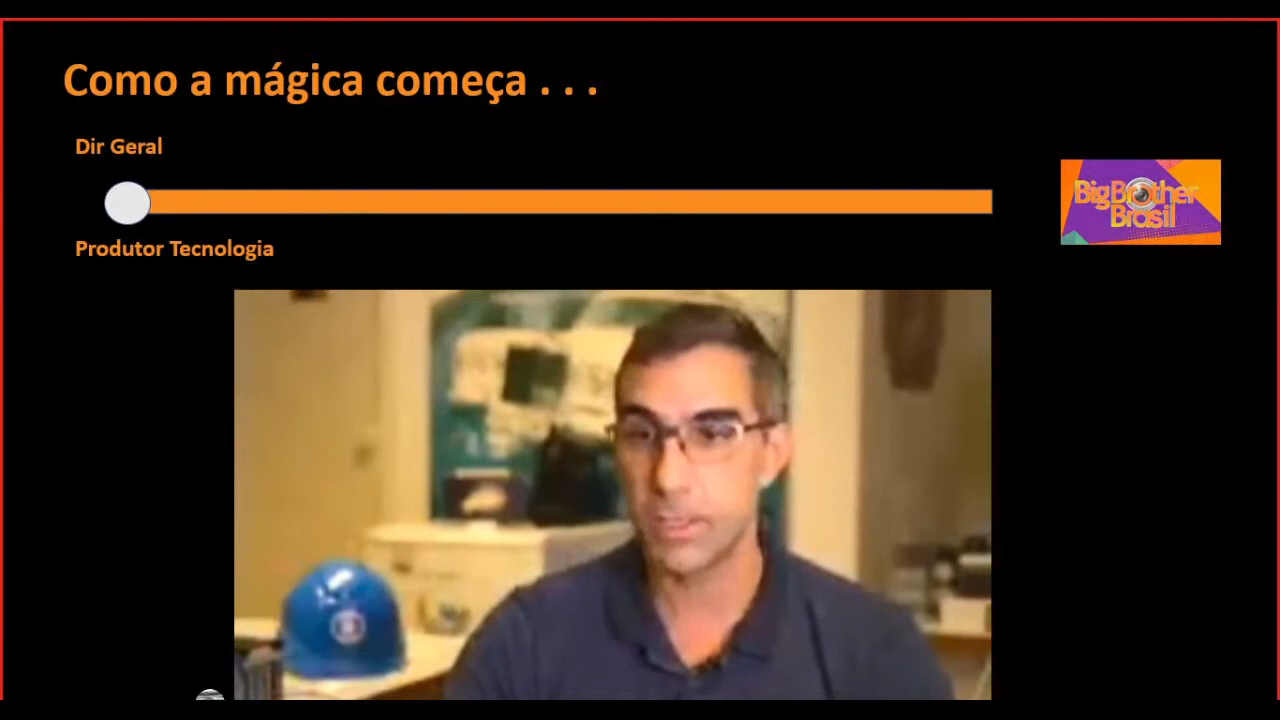 Como a mágica começa . . .
Dir Geral
Big Brother
Brasil
Produtor Tecnologia